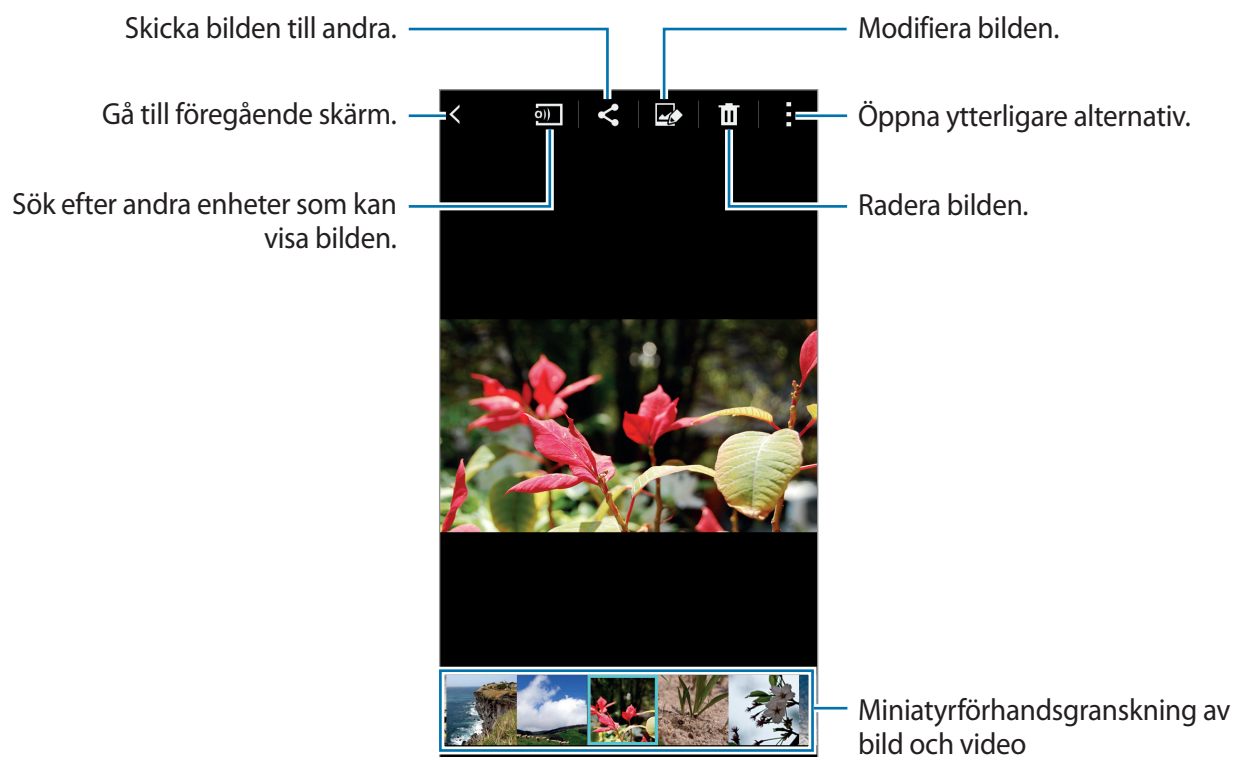 Skicka bilden till andra.
Modifiera bilden.
Gå till föregående skärm.
Öppna ytterligare alternativ.
Sök efter andra enheter som kan
visa bilden.
Radera bilden.
Miniatyrförhandsgranskning av
bild och video